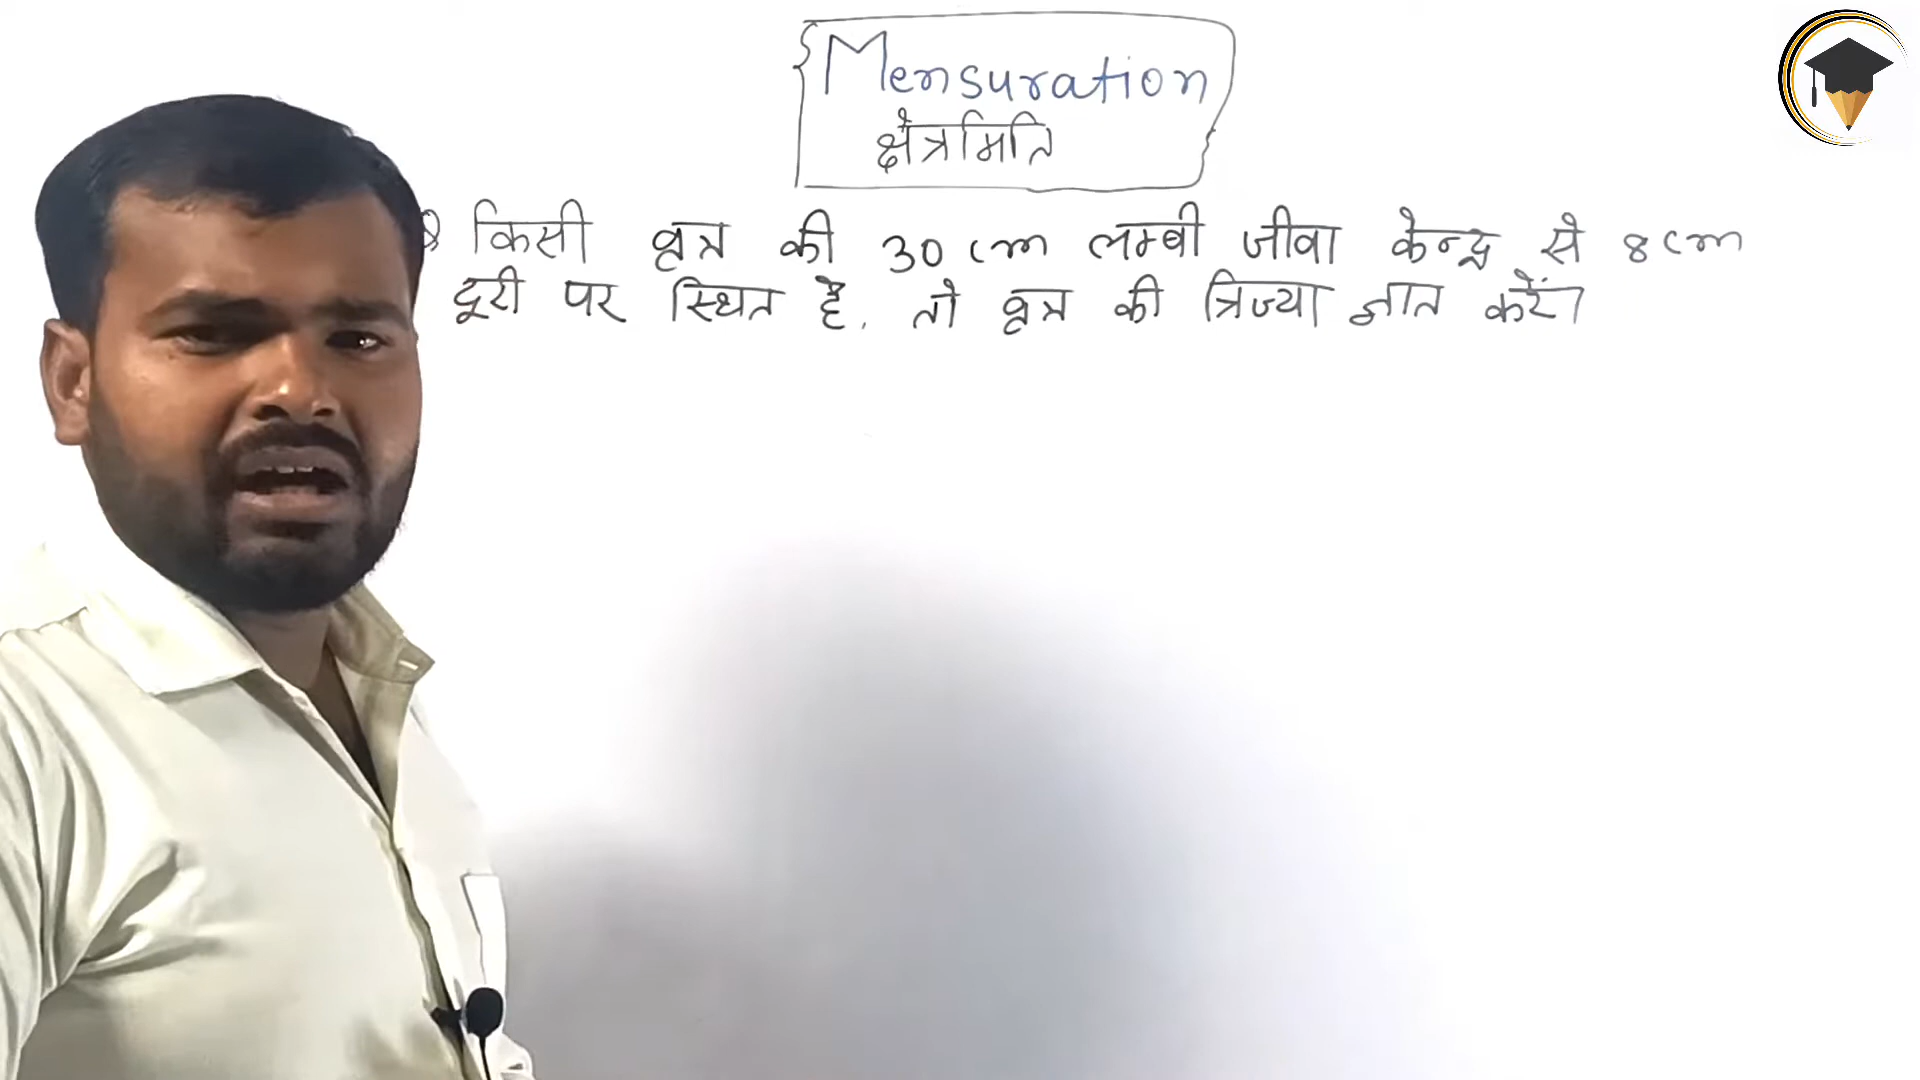 Mensuration
क्षेत्रमिति
किसी वृत्त की 30 cm लम्बी जीवा केन्द्र से 8 cm
दूरी पर स्थित है, तो वृत्त की त्रिज्या ज्ञात करें।